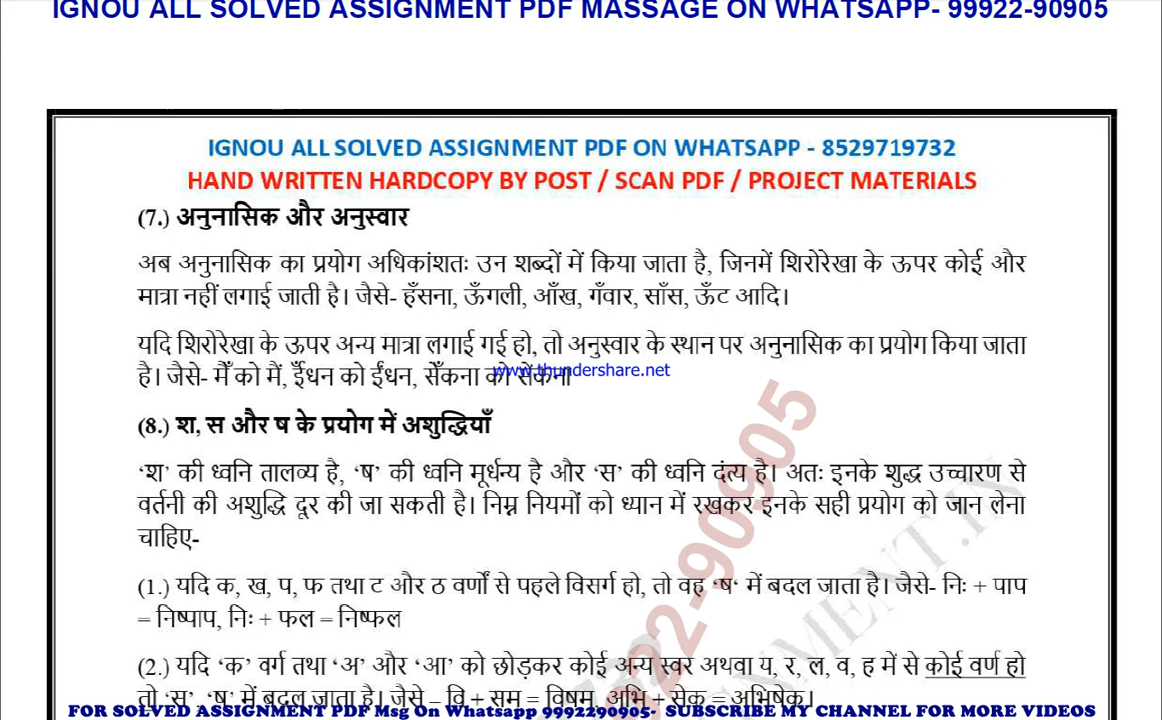 IGNOU ALL SOLVED ASSIGNMENT PDF MASSAGE ON WHATSAPP- 99922-90905
IGNOU ALL SOLVED ASSIGNMENT PDF ON WHATSAPP - 8529719732
HAND WRITTEN HARDCOPY BY POST / SCAN PDF / PROJECT MATERIALS
(7.) अनुनासिक और अनुस्वार
अब अनुनासिक का प्रयोग अधिकांशतः उन शब्दों में किया जाता है, जिनमें शिरोरेखा के ऊपर कोई और
मात्रा नहीं लगाई जाती है। जैसे- हँसना, ऊँगली, आँख, गँवार, साँस, ऊँट आदि।
यदि शिरोरेखा के ऊपर अन्य मात्रा लगाई गई हो, तो अनुस्वार के स्थान पर अनुनासिक का प्रयोग किया जाता
है। जैसे- मैँ को मैं, ईँधन को ईंधन, सेँकना को सेंकना
www.thundershare.net
(8.) श, स और ष के प्रयोग में अशुद्धियाँ
‘श’ की ध्वनि तालव्य है, ‘ष’ की ध्वनि मूर्धन्य है और ‘स’ की ध्वनि दंत्य है। अतः इनके शुद्ध उच्चारण से
वर्तनी की अशुद्धि दूर की जा सकती है। निम्न नियमों को ध्यान में रखकर इनके सही प्रयोग को जान लेना
चाहिए-
(1.) यदि क, ख, प, फ तथा ट और ठ वर्णों से पहले विसर्ग हो, तो वह ‘ष‘ में बदल जाता है। जैसे- निः + पाप
= निष्पाप, निः + फल = निष्फल
(2.) यदि ‘क’ वर्ग तथा ‘अ’ और ‘आ’ को छोड़कर कोई अन्य स्वर अथवा य, र, ल, व, ह में से कोई वर्ण हो
तो ‘स’, ‘ष’ में बदल जाता है। जैसे – वि + सम = विषम, अभि + सेक = अभिषेक।
FOR SOLVED ASSIGNMENT PDF Msg On Whatsapp 9992290905- SUBSCRIBE MY CHANNEL FOR MORE VIDEOS